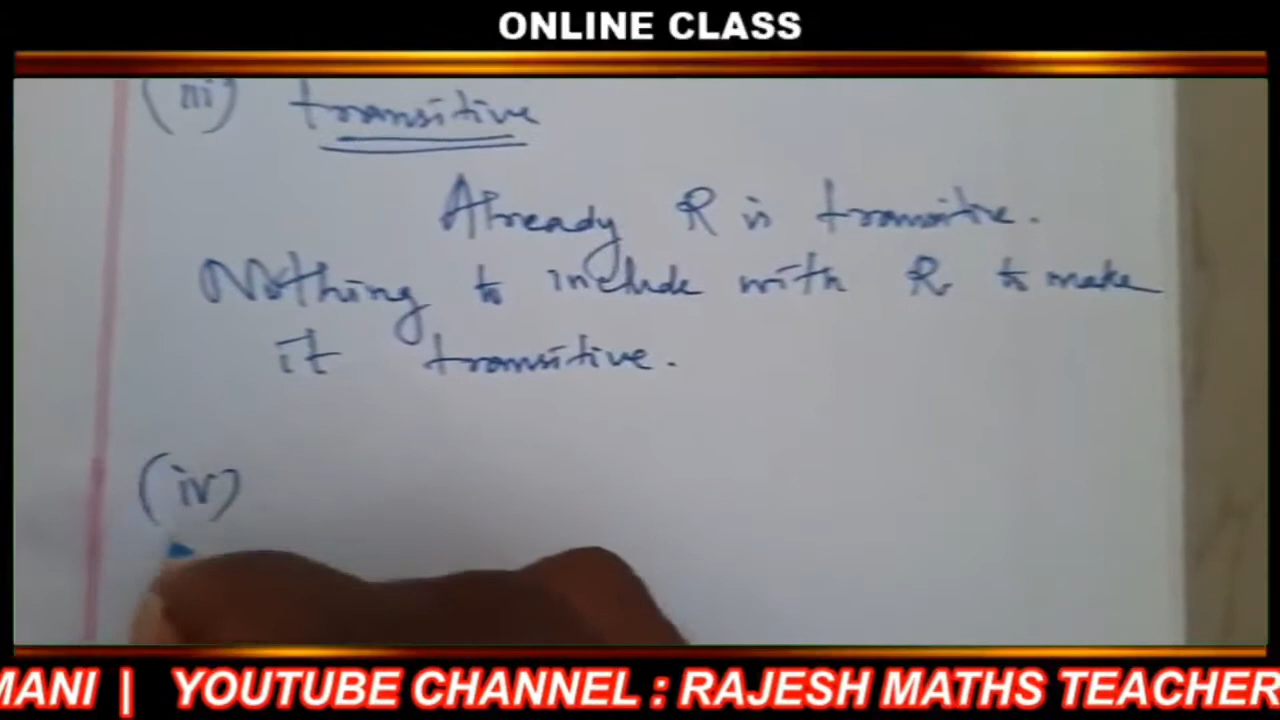 ONLINE CLASS
(iii) transitive
Already R is transitive.
Nothing to include with R to make
it transitive.
(iv)
MANI | YOUTUBE CHANNEL : RAJESH MATHS TEACHER